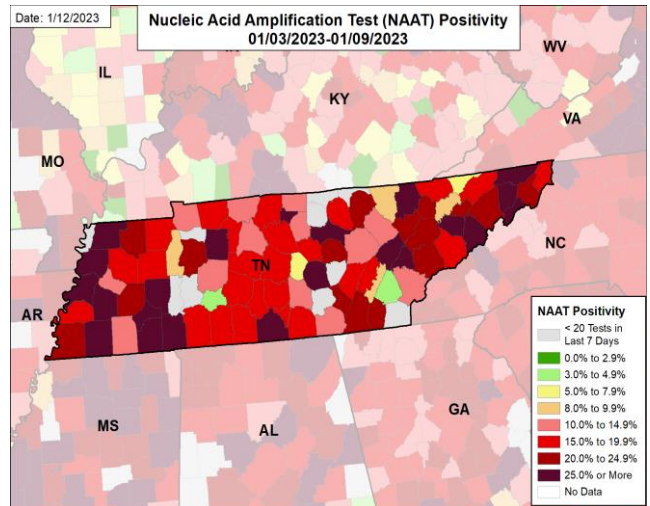 Date: 1/12/2023
Nucleic Acid Amplification Test (NAAT) Positivity
01/03/2023-01/09/2023
IN
WV
IL
KY
VA
MO
TN
NC
AR
MS
AL
GA
NAAT Positivity
< 20 Tests in
Last 7 Days
0.0% to 2.9%
3.0% to 4.9%
5.0% to 7.9%
8.0% to 9.9%
10.0% to 14.9%
15.0% to 19.9%
20.0% to 24.9%
25.0% or More
No Data